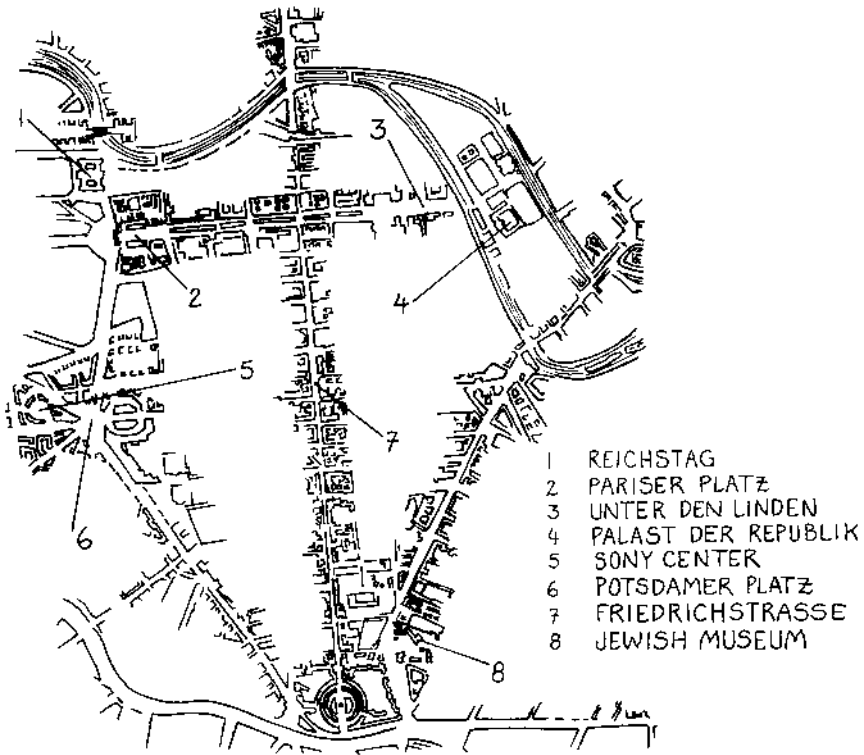 1
3
2
4
5
7
6
8
1 REICHSTAG
2 PARISER PLATZ
3 UNTER DEN LINDEN
4 PALAST DER REPUBLIK
5 SONY CENTER
6 POTSDAMER PLATZ
7 FRIEDRICHSTRASSE
8 JEWISH MUSEUM